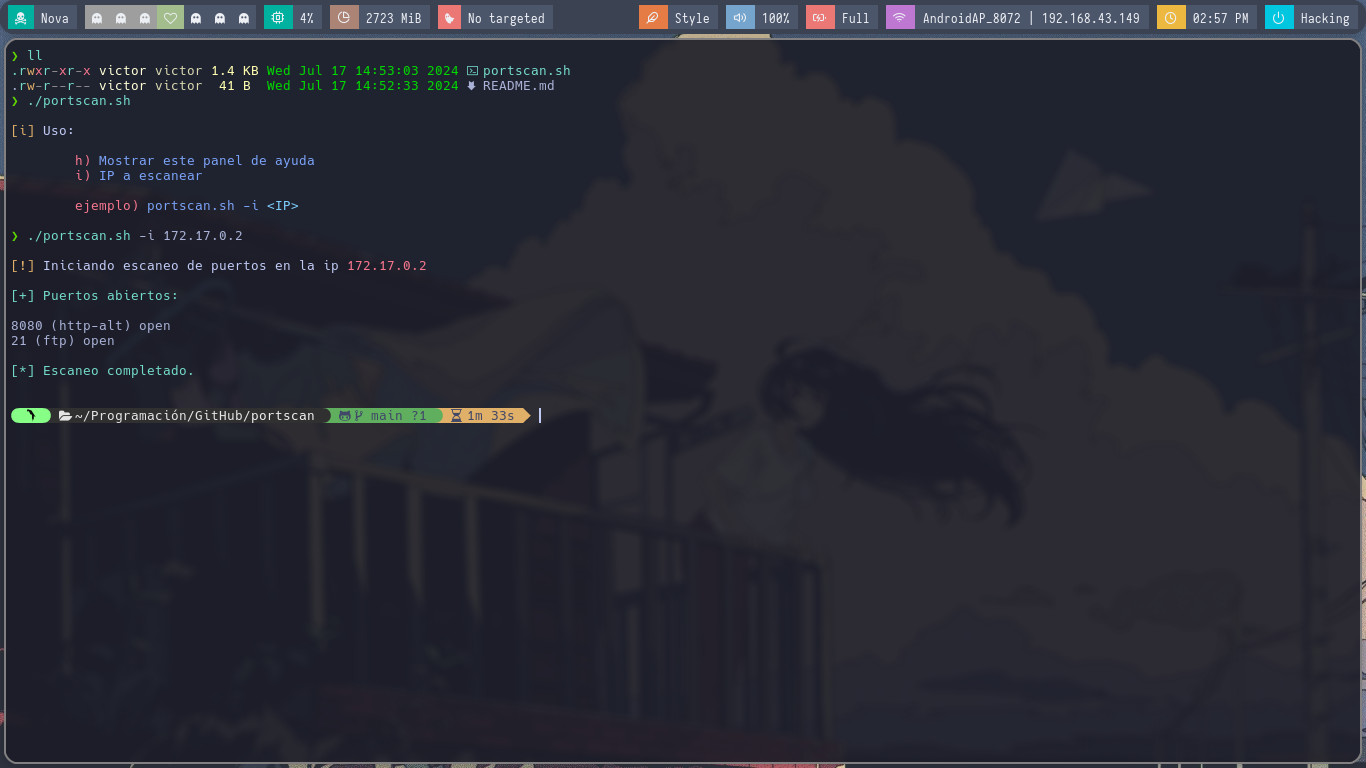 Nova 4% 2723 MiB No targeted Style 100% Full AndroidAP_8072 | 192.168.43.149 02:57 PM Hacking
❯ ll
.rwxr-xr-x victor victor 1.4 KB Wed Jul 17 14:53:03 2024 portscan.sh
.rw-r--r-- victor victor  41 B  Wed Jul 17 14:52:33 2024 README.md
❯ ./portscan.sh
[i] Uso:
h) Mostrar este panel de ayuda
i) IP a escanear
ejemplo) portscan.sh -i <IP>
❯ ./portscan.sh -i 172.17.0.2
[!] Iniciando escaneo de puertos en la ip 172.17.0.2
[+] Puertos abiertos:
8080 (http-alt) open
21 (ftp) open
[*] Escaneo completado.
~/Programación/GitHub/portscan main ?1 1m 33s